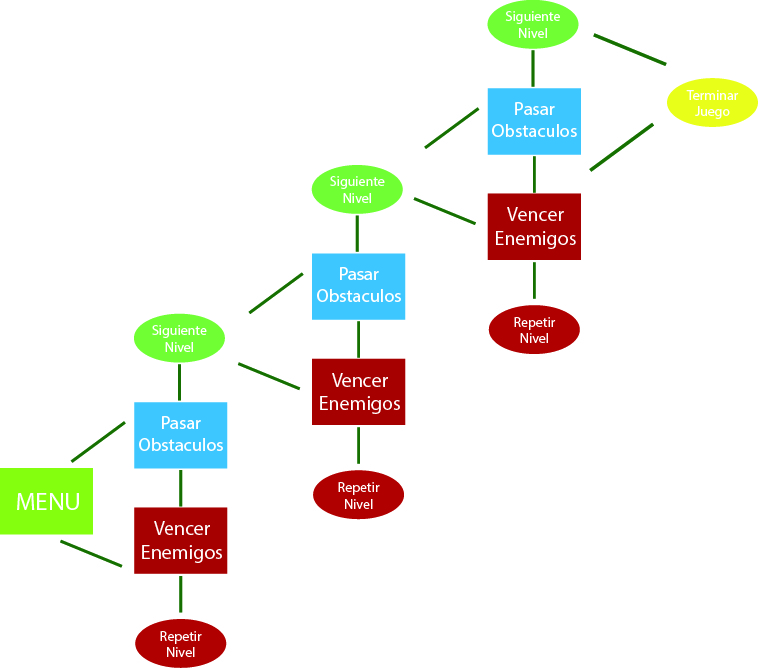 Siguiente
Nivel
Terminar
Juego
Pasar
Obstaculos
Siguiente
Nivel
Vencer
Enemigos
Pasar
Obstaculos
Repetir
Nivel
Siguiente
Nivel
Vencer
Enemigos
Pasar
Obstaculos
Repetir
Nivel
MENU
Vencer
Enemigos
Repetir
Nivel